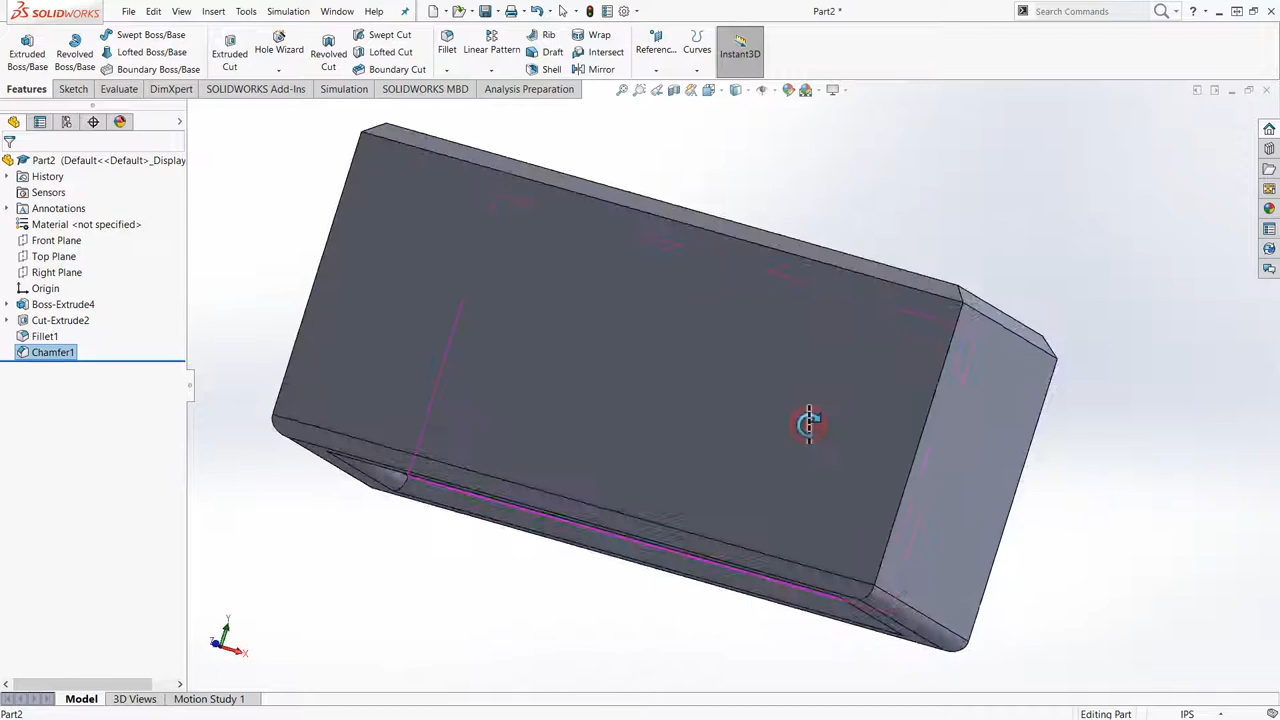 SOLIDWORKS File Edit View Insert Tools Simulation Window Help Part2 * Search Commands
Extruded Boss/Base
Revolved Boss/Base
Swept Boss/Base
Lofted Boss/Base
Boundary Boss/Base
Extruded Cut
Hole Wizard
Revolved Cut
Swept Cut
Lofted Cut
Boundary Cut
Fillet
Linear Pattern
Rib
Draft
Shell
Wrap
Intersect
Mirror
Referenc...
Curves
Instant3D
Features Sketch Evaluate DimXpert SOLIDWORKS Add-Ins Simulation SOLIDWORKS MBD Analysis Preparation
Part2 (Default<<Default>_Display
History
Sensors
Annotations
Material <not specified>
Front Plane
Top Plane
Right Plane
Origin
Boss-Extrude4
Cut-Extrude2
Fillet1
Chamfer1
Y
Z
X
Model 3D Views Motion Study 1
Part2 Editing Part IPS